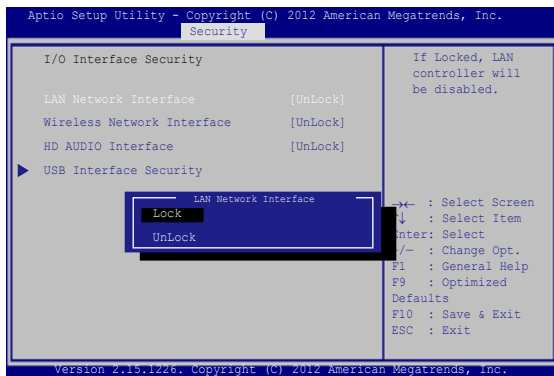 Aptio Setup Utility - Copyright (C) 2012 American Megatrends, Inc.
Security
I/O Interface Security
LAN Network Interface [UnLock]
Wireless Network Interface [UnLock]
HD AUDIO Interface [UnLock]
USB Interface Security
If Locked, LAN
controller will
be disabled.
LAN Network Interface
Lock
UnLock
→← : Select Screen
↓ : Select Item
nter: Select
/— : Change Opt.
F1 : General Help
F9 : Optimized
Defaults
F10 : Save & Exit
ESC : Exit
Version 2.15.1226. Copyright (C) 2012 American Megatrends, Inc.